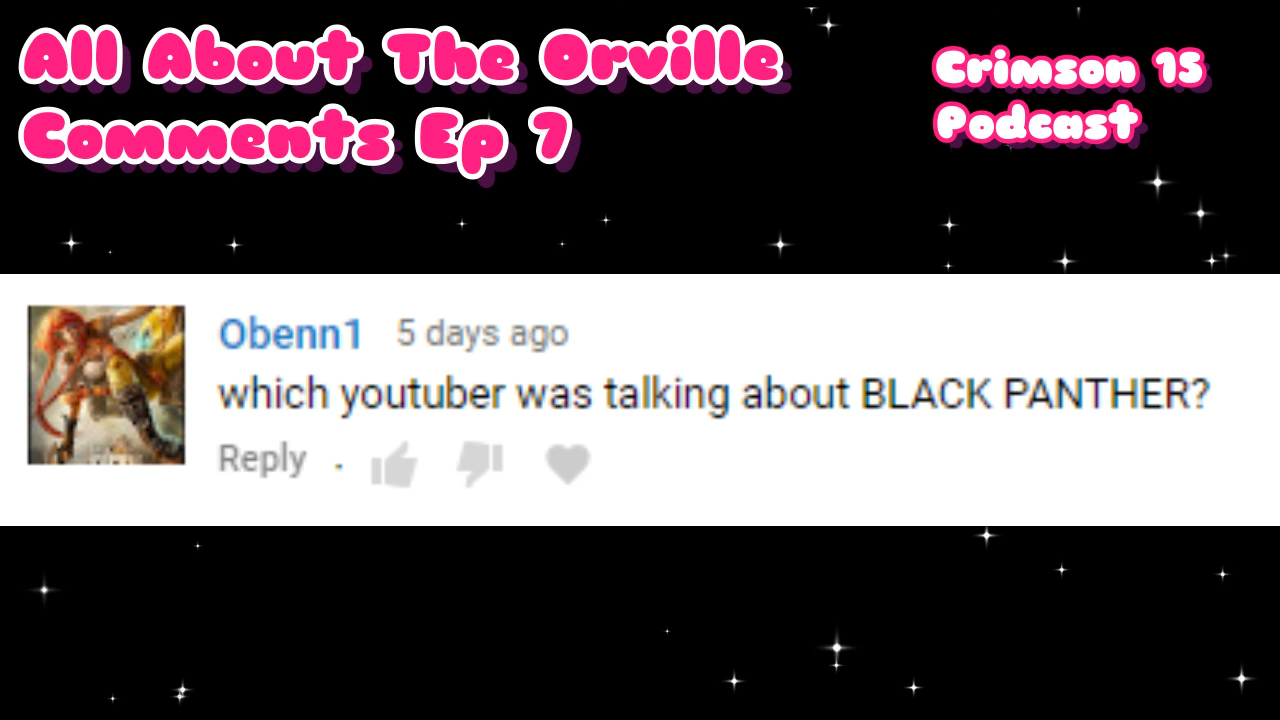 All About The Orville
Comments Ep 7
Crimson 15
Podcast
Obenn1 5 days ago
which youtuber was talking about BLACK PANTHER?
Reply